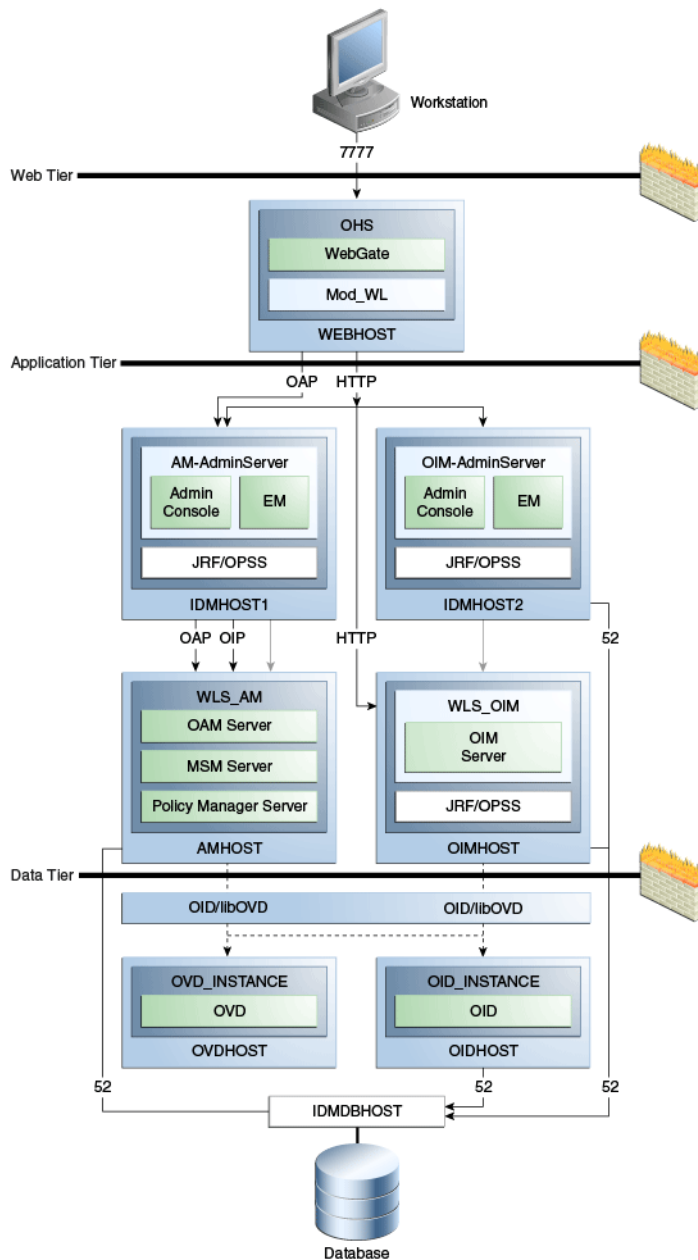 Workstation
7777
Web Tier
OHS
WebGate
Mod_WL
WEBHOST
Application Tier
OAP HTTP
AM-AdminServer
Admin
Console
EM
JRF/OPSS
IDMHOST1
OIM-AdminServer
Admin
Console
EM
JRF/OPSS
IDMHOST2
OAP OIP
HTTP
52
WLS_AM
OAM Server
MSM Server
Policy Manager Server
AMHOST
WLS_OIM
OIM
Server
JRF/OPSS
OIMHOST
Data Tier
OID/libOVD
OID/libOVD
OVD_INSTANCE
OVD
OVDHOST
OID_INSTANCE
OID
OIDHOST
52
52
52
IDMDBHOST
Database